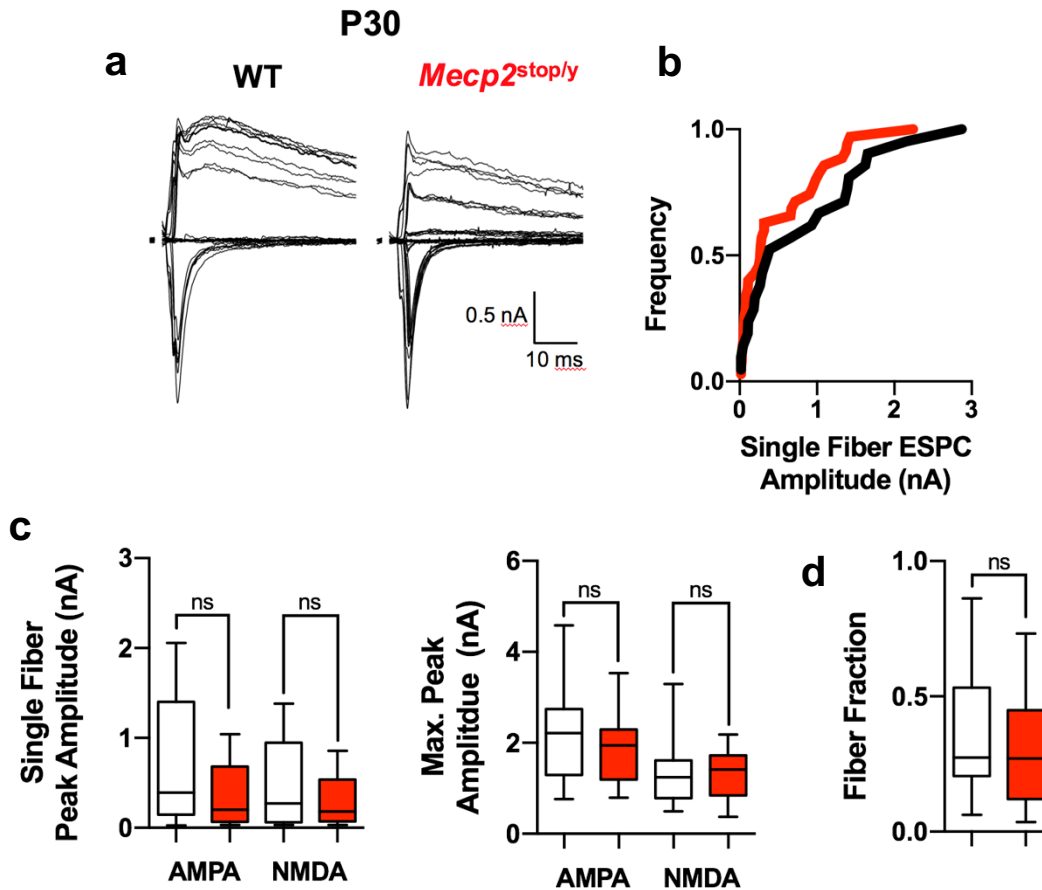 P30
a
WT
Mecp2stop/y
0.5 nA
10 ms
b
Frequency
1.0
0.5
0.0
0
1
2
3
Single Fiber ESPC
Amplitude (nA)
c
Single Fiber
Peak Amplitude (nA)
3
2
1
0
ns
ns
AMPA
NMDA
Max. Peak
Amplitdue (nA)
6
4
2
0
ns
ns
AMPA
NMDA
d
Fiber Fraction
1.0
0.5
0.0
ns